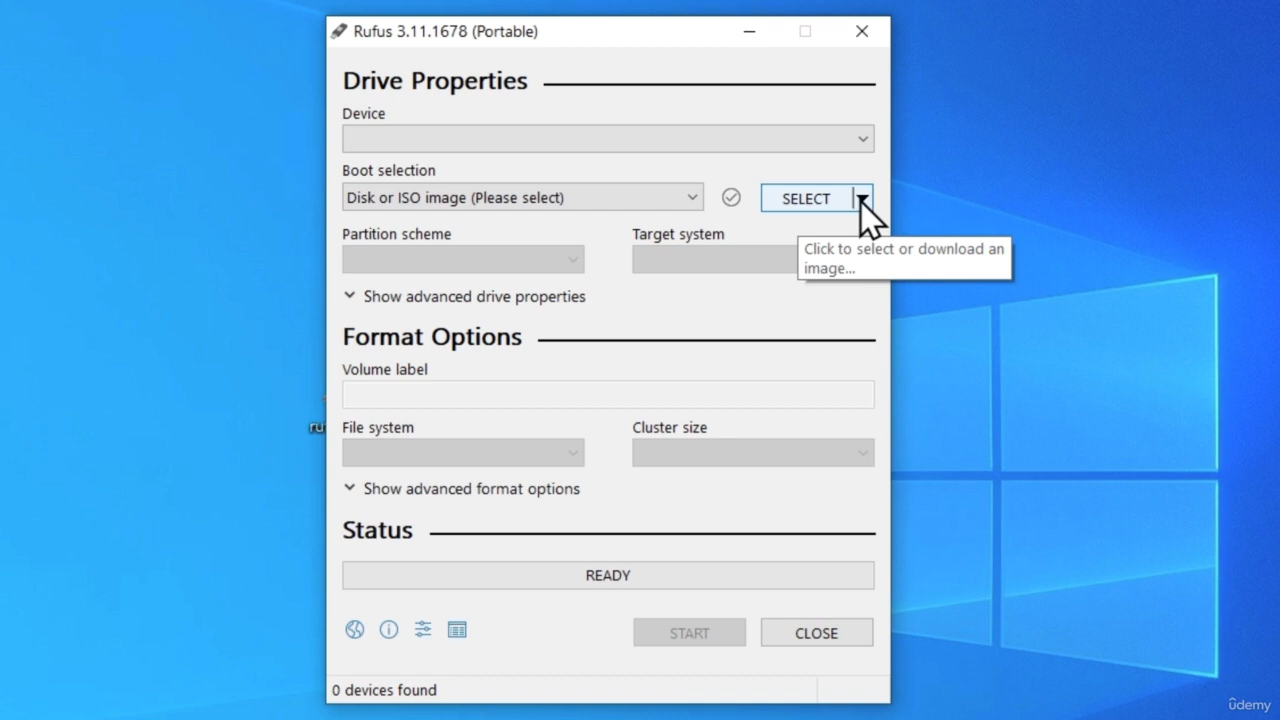 Rufus 3.11.1678 (Portable)
Drive Properties
Device
Boot selection
Disk or ISO image (Please select)
SELECT
Click to select or download an
image...
Partition scheme
Target system
Show advanced drive properties
Format Options
Volume label
ru
File system
Cluster size
Show advanced format options
Status
READY
START
CLOSE
0 devices found
ûdemy